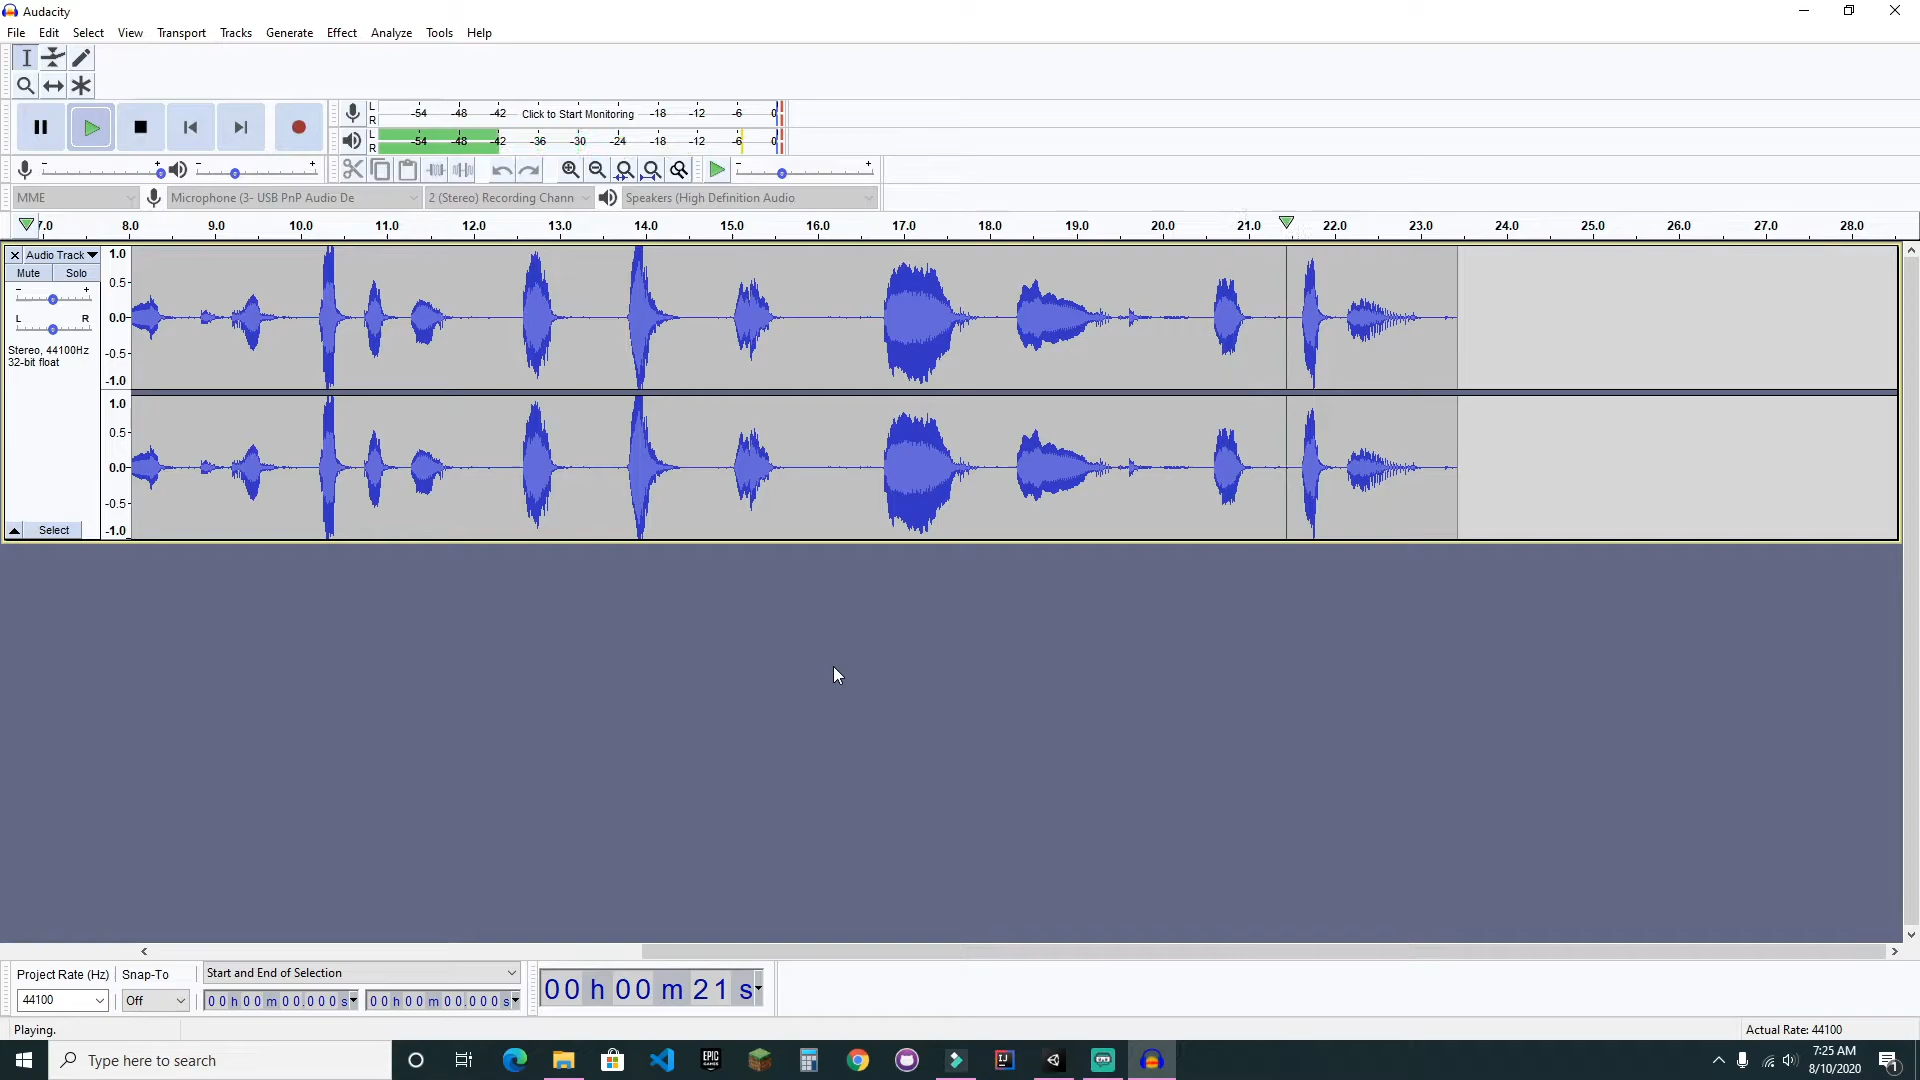 Audacity
File Edit Select View Transport Tracks Generate Effect Analyze Tools Help
L
R
-54 -48 -42 Click to Start Monitoring -18 -12 -6 0
L
R
-54 -48 -42 -36 -30 -24 -18 -12 -6 0
- + - + - +
MME Microphone (3- USB PnP Audio De 2 (Stereo) Recording Chann Speakers (High Definition Audio
7.0 8.0 9.0 10.0 11.0 12.0 13.0 14.0 15.0 16.0 17.0 18.0 19.0 20.0 21.0 22.0 23.0 24.0 25.0 26.0 27.0 28.0
Audio Track
Mute Solo
- +
L R
Stereo, 44100Hz
32-bit float
Select
1.0
0.5
0.0
-0.5
-1.0
1.0
0.5
0.0
-0.5
-1.0
Project Rate (Hz) Snap-To Start and End of Selection
44100 Off 00 h 00 m 00.000 s 00 h 00 m 00.000 s 00 h 00 m 21 s
Playing. Actual Rate: 44100
Type here to search
EPIC
GAMES
IJ
7:25 AM
8/10/2020
1